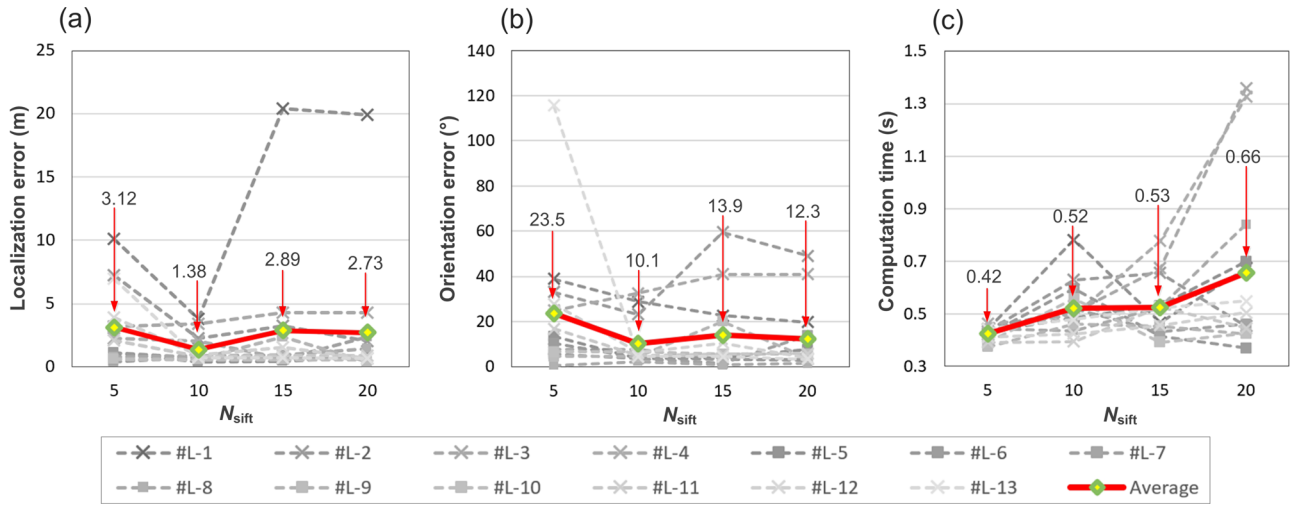 (a)
Localization error (m)
25
20
15
10
5
0
3.12
1.38
2.89
2.73
5 10 15 20
Nsift
(b)
Orientation error (°)
140
120
100
80
60
40
20
0
23.5
10.1
13.9
12.3
5 10 15 20
Nsift
(c)
Computation time (s)
1.5
1.3
1.1
0.9
0.7
0.5
0.3
0.42
0.52
0.53
0.66
5 10 15 20
Nsift
#L-1 #L-2 #L-3 #L-4 #L-5 #L-6 #L-7
#L-8 #L-9 #L-10 #L-11 #L-12 #L-13 Average